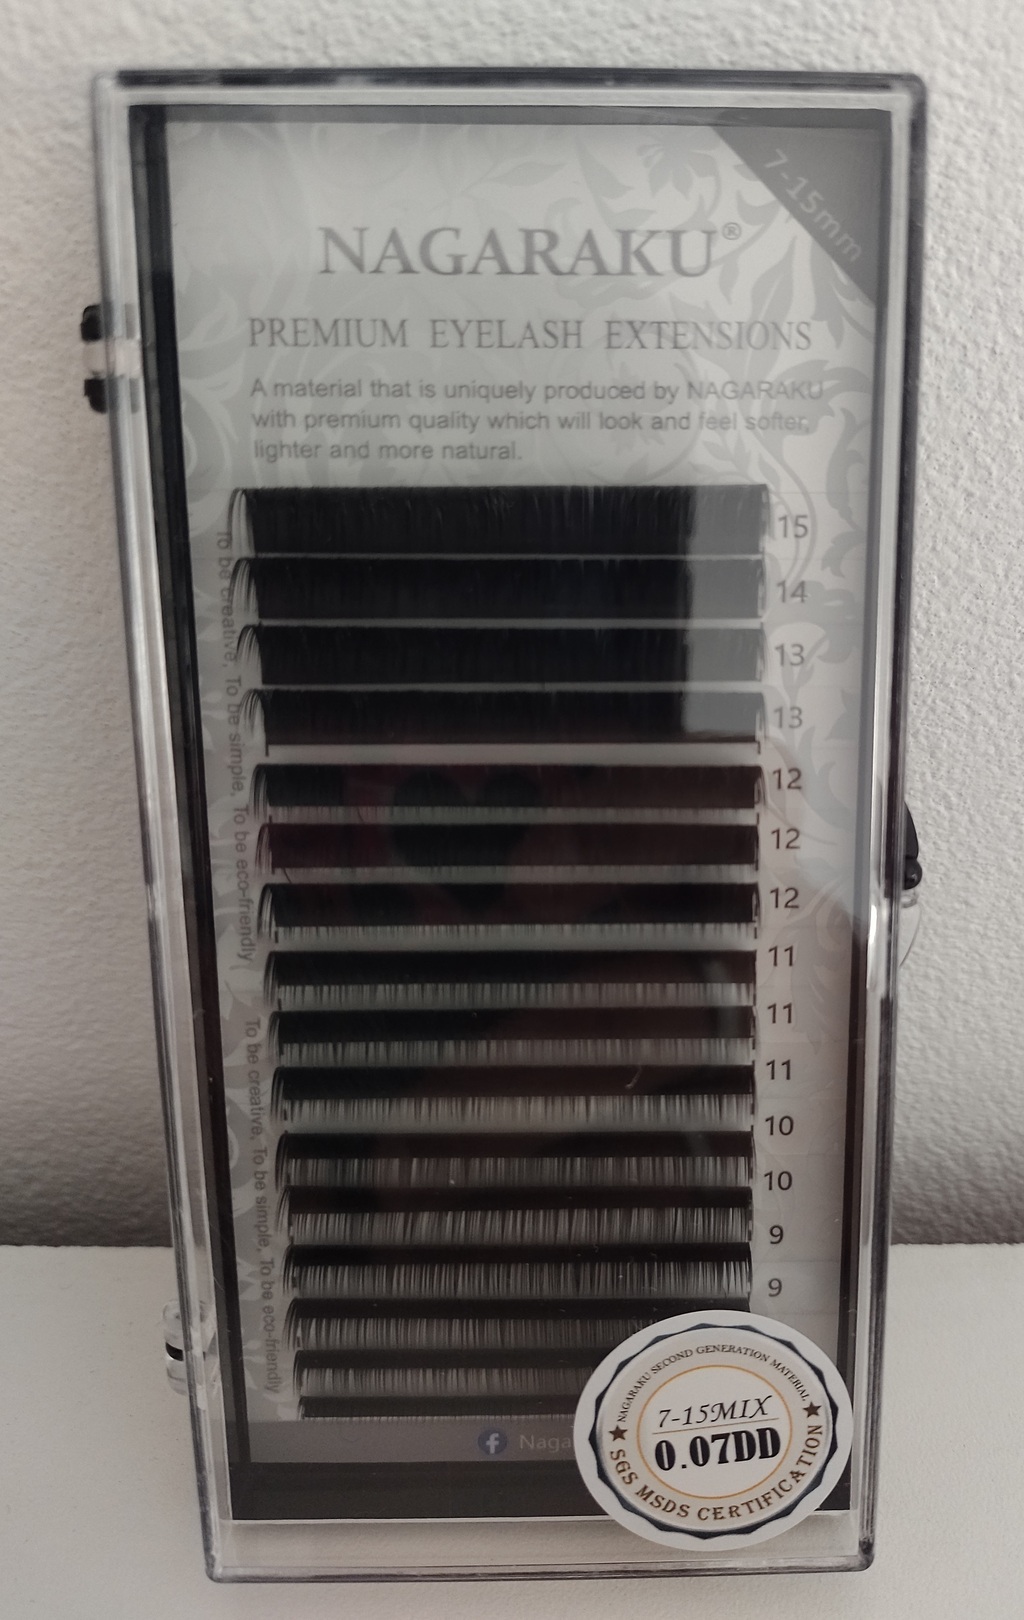 7-15mm
NAGARAKU®
PREMIUM EYELASH EXTENSIONS
A material that is uniquely produced by NAGARAKU
with premium quality which will look and feel softer,
lighter and more natural.
15
14
13
13
12
12
12
11
11
11
10
10
9
9
To be creative, To be simple, To be eco-friendly
To be creative, To be simple, To be eco-friendly
f Naga
NAGARAKU SECOND GENERATION MATERIAL
7-15MIX
0.07DD
SGS MSDS CERTIFICATION